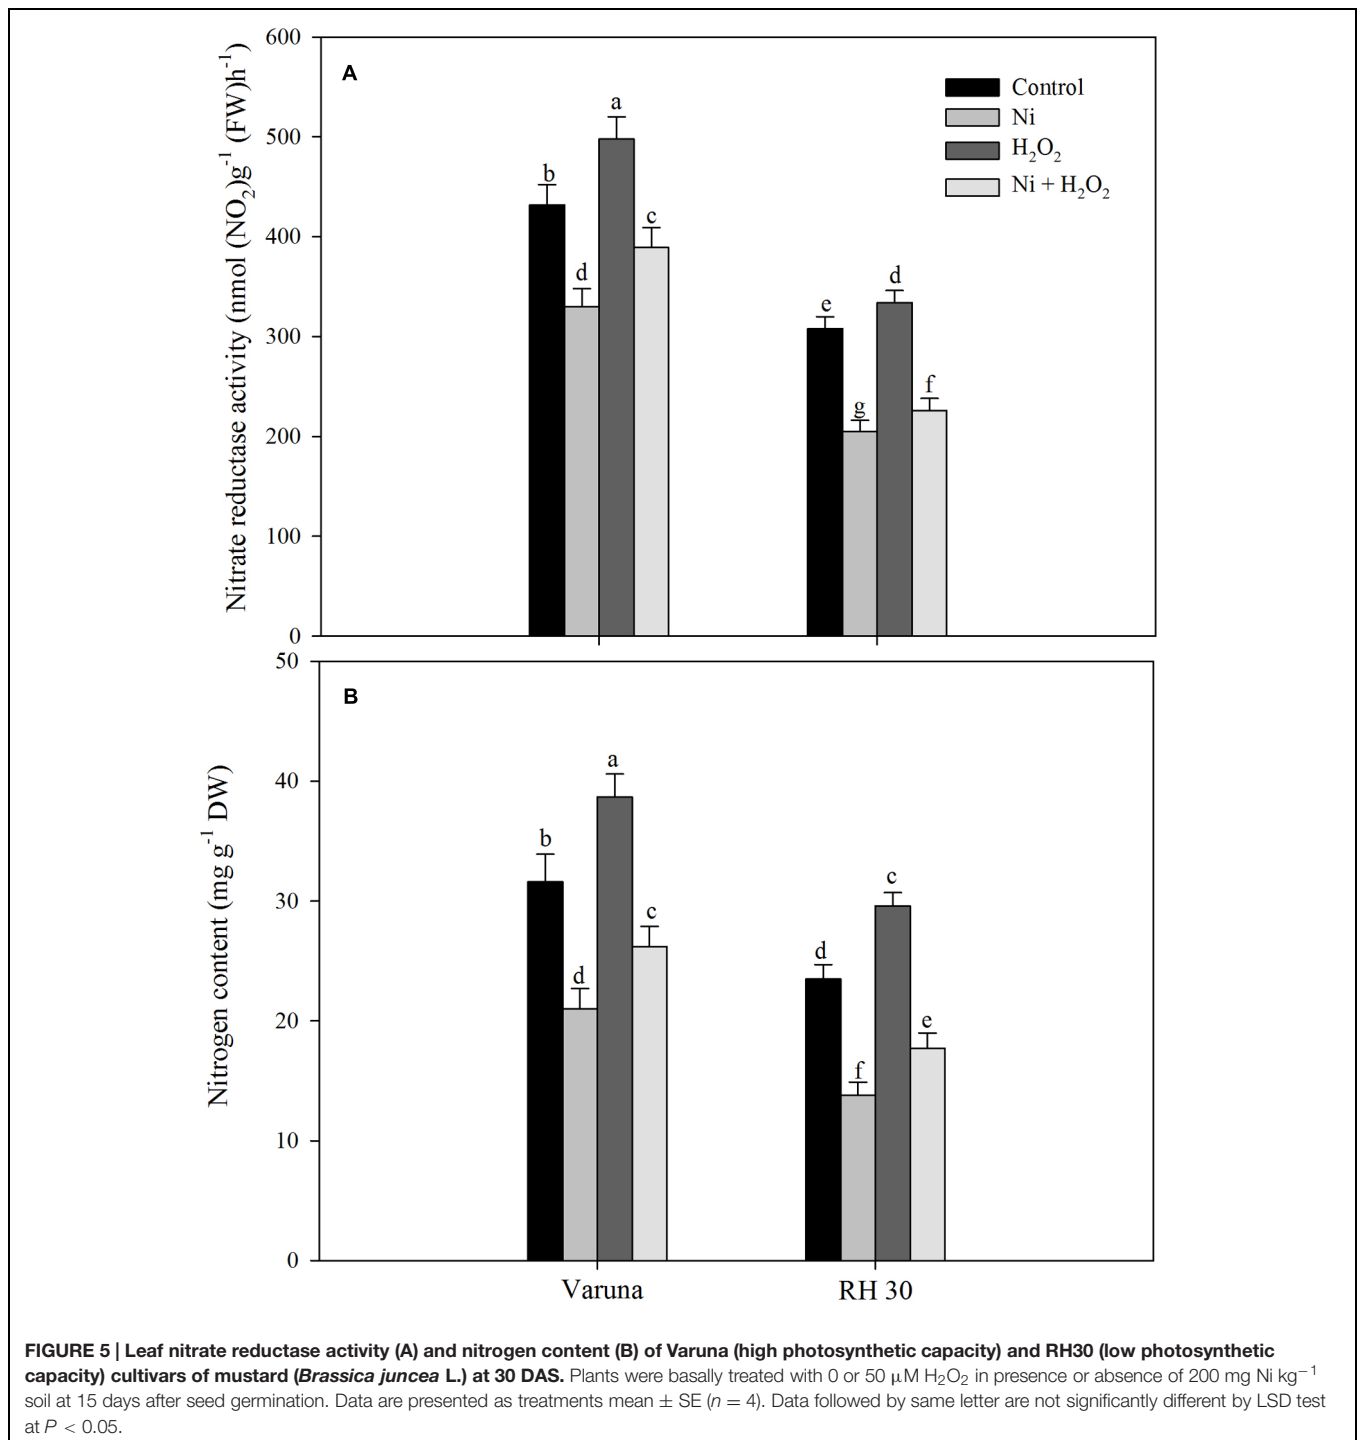 600
500
400
300
200
100
0
Nitrate reductase activity (nmol (NO₂)g⁻¹ (FW)h⁻¹)
A
Control
Ni
H₂O₂
Ni + H₂O₂
b
d
a
c
e
g
d
f
50
40
30
20
10
0
Nitrogen content (mg g⁻¹ DW)
B
b
d
a
c
d
f
c
e
Varuna
RH 30
FIGURE 5 | Leaf nitrate reductase activity (A) and nitrogen content (B) of Varuna (high photosynthetic capacity) and RH30 (low photosynthetic
capacity) cultivars of mustard (Brassica juncea L.) at 30 DAS. Plants were basally treated with 0 or 50 μM H₂O₂ in presence or absence of 200 mg Ni kg⁻¹
soil at 15 days after seed germination. Data are presented as treatments mean ± SE (n = 4). Data followed by same letter are not significantly different by LSD test
at P < 0.05.